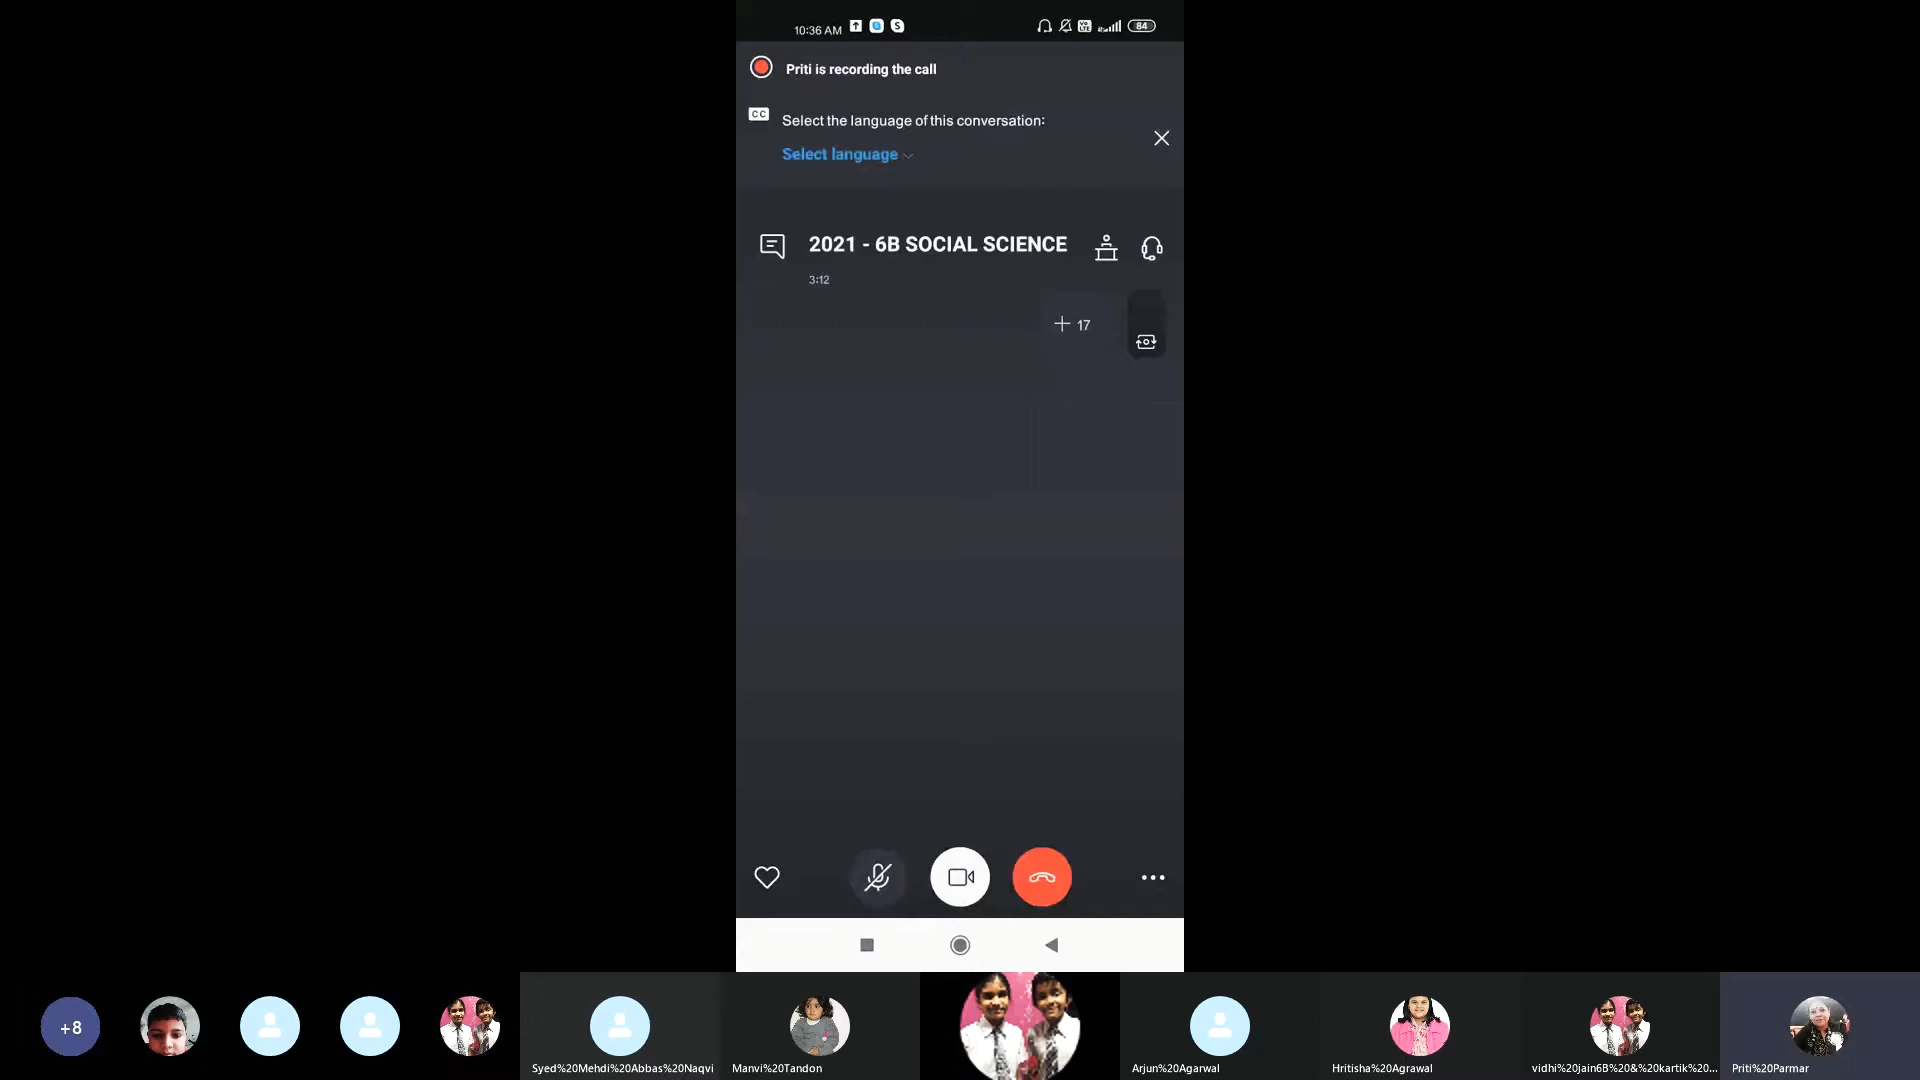 10:36 AM
84
Priti is recording the call
CC
Select the language of this conversation:
Select language
2021 - 6B SOCIAL SCIENCE
3:12
+ 17
+8
Syed%20Mehdi%20Abbas%20Naqvi
Manvi%20Tandon
Arjun%20Agarwal
Hritisha%20Agrawal
vidhi%20jain6B%20&%20kartik%20...
Priti%20Parmar